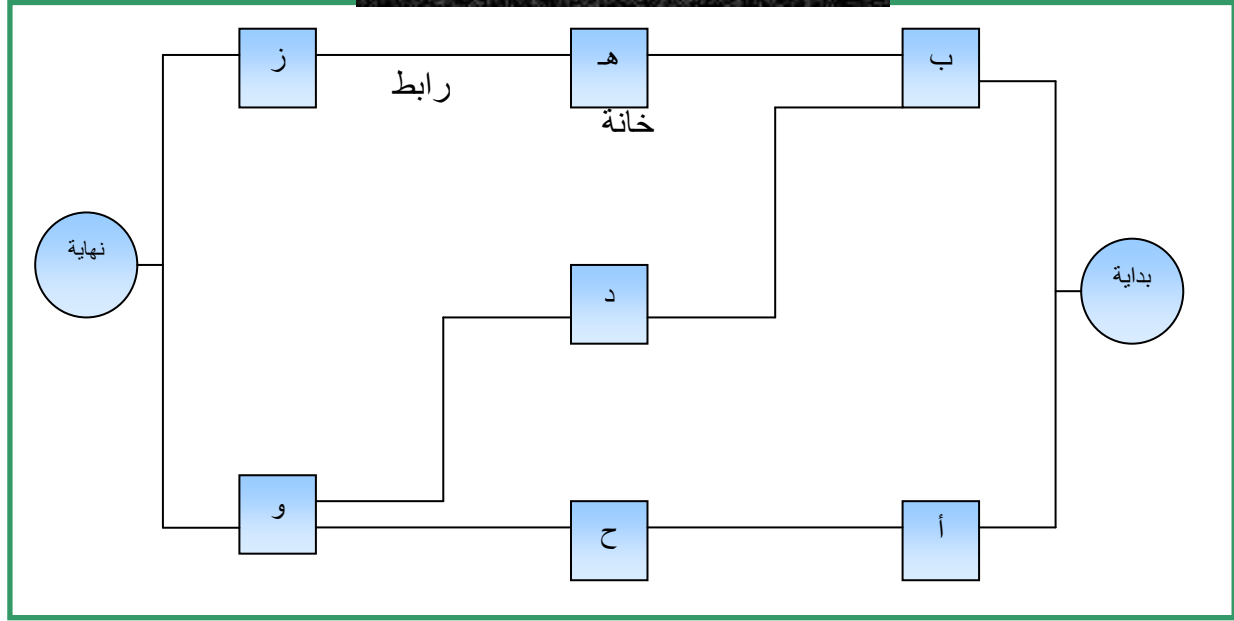 ب
هـ
ز
رابط
خانة
بداية
د
نهاية
أ
ح
و